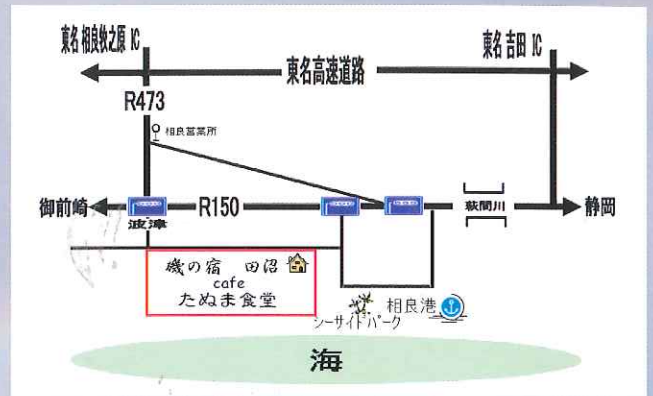 東名 相良牧之原 IC
東名 吉田 IC
東名高速道路
R473
相良営業所
御前崎
R150
萩間川
静岡
波津
磯の宿 田沼
cafe
たぬま食堂
相良港
シーサイドパーク
海